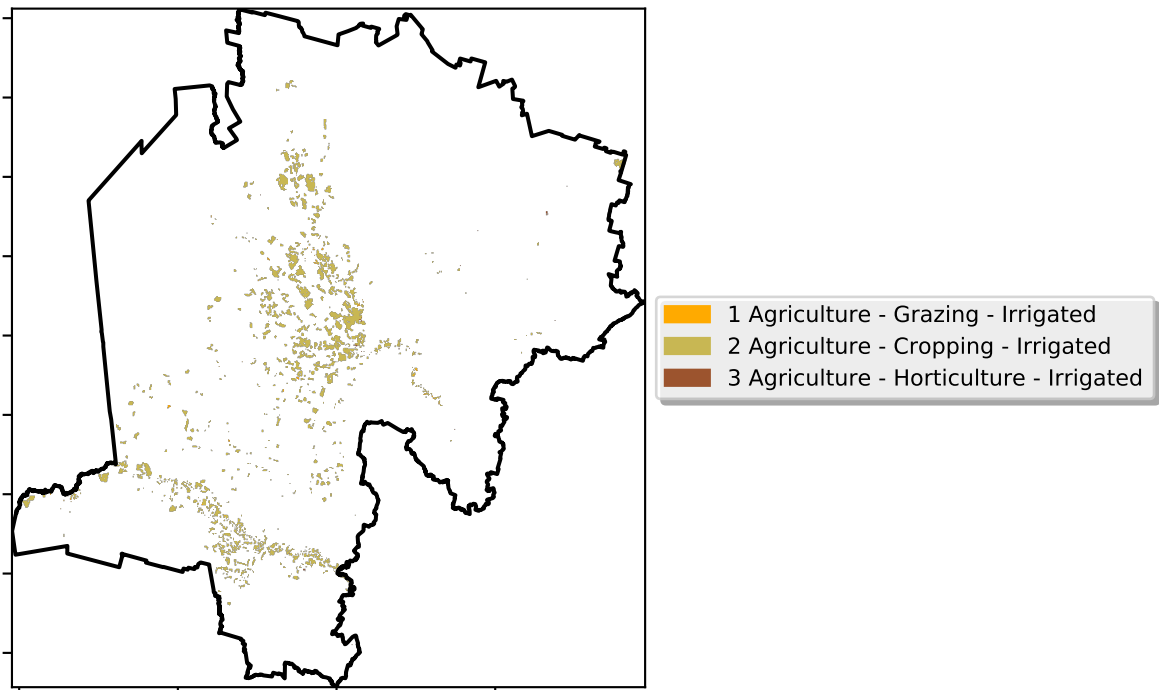 1 Agriculture - Grazing - Irrigated
2 Agriculture - Cropping - Irrigated
3 Agriculture - Horticulture - Irrigated